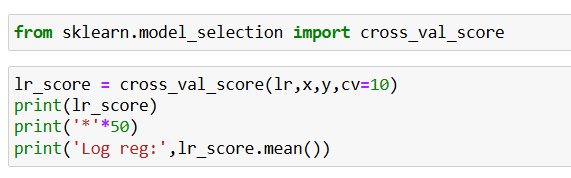 from sklearn.model_selection import cross_val_score
lr_score = cross_val_score(lr,x,y,cv=10)
print(lr_score)
print('*'*50)
print('Log reg:',lr_score.mean())